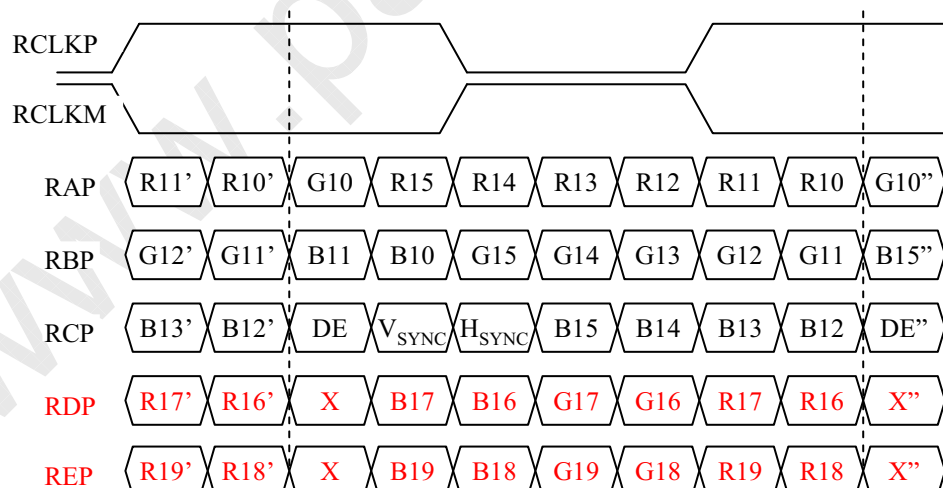 www.pa
RCLKP
RCLKM
RAP R11’ R10’ G10 R15 R14 R13 R12 R11 R10 G10”
RBP G12’ G11’ B11 B10 G15 G14 G13 G12 G11 B15”
RCP B13’ B12’ DE VSYNC HSYNC B15 B14 B13 B12 DE”
RDP R17’ R16’ X B17 B16 G17 G16 R17 R16 X”
REP R19’ R18’ X B19 B18 G19 G18 R19 R18 X”